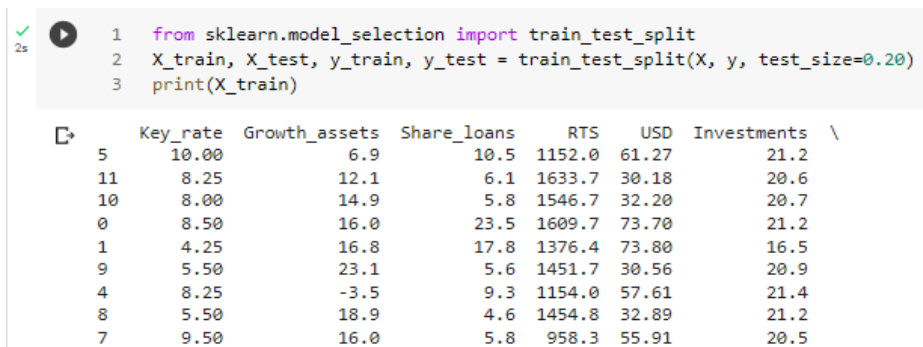 2s 1 from sklearn.model_selection import train_test_split
2 X_train, X_test, y_train, y_test = train_test_split(X, y, test_size=0.20)
3 print(X_train)
Key_rate Growth_assets Share_loans RTS USD Investments \
5 10.00 6.9 10.5 1152.0 61.27 21.2
11 8.25 12.1 6.1 1633.7 30.18 20.6
10 8.00 14.9 5.8 1546.7 32.20 20.7
0 8.50 16.0 23.5 1609.7 73.70 21.2
1 4.25 16.8 17.8 1376.4 73.80 16.5
9 5.50 23.1 5.6 1451.7 30.56 20.9
4 8.25 -3.5 9.3 1154.0 57.61 21.4
8 5.50 18.9 4.6 1454.8 32.89 21.2
7 9.50 16.0 5.8 958.3 55.91 20.5